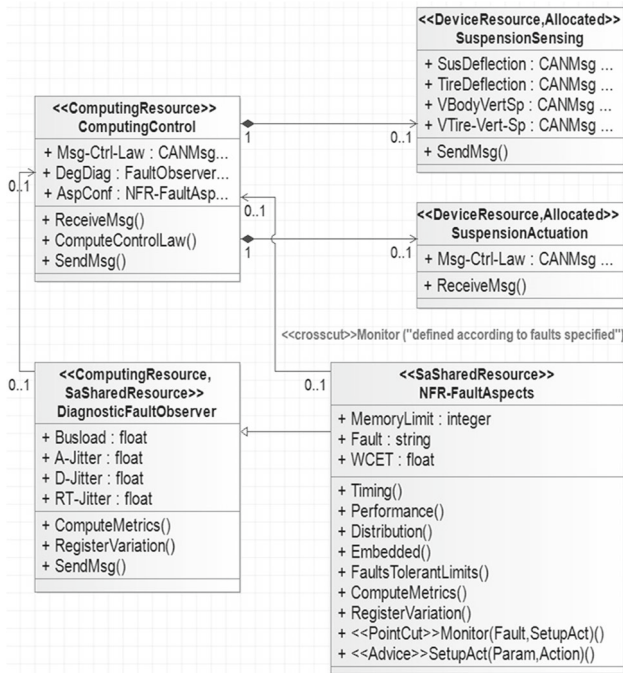 <<DeviceResource,Allocated>>
SuspensionSensing
+ SusDeflection : CANMsg ...
+ TireDeflection : CANMsg ...
+ VBodyVertSp : CANMsg ...
+ VTire-Vert-Sp : CANMsg ...
+ SendMsg()
<<ComputingResource>>
ComputingControl
+ Msg-Ctrl-Law : CANMsg...
+ DegDiag : FaultObserver...
+ AspConf : NFR-FaultAsp...
+ ReceiveMsg()
+ ComputeControlLaw()
+ SendMsg()
1
0..1
0..1
0..1
1
0..1
<<DeviceResource,Allocated>>
SuspensionActuation
+ Msg-Ctrl-Law : CANMsg ...
+ ReceiveMsg()
<<crosscut>>Monitor ("defined according to faults specified")
0..1
0..1
<<ComputingResource,
SaSharedResource>>
DiagnosticFaultObserver
+ Busload : float
+ A-Jitter : float
+ D-Jitter : float
+ RT-Jitter : float
+ ComputeMetrics()
+ RegisterVariation()
+ SendMsg()
<<SaSharedResource>>
NFR-FaultAspects
+ MemoryLimit : integer
+ Fault : string
+ WCET : float
+ Timing()
+ Performance()
+ Distribution()
+ Embedded()
+ FaultsTolerantLimits()
+ ComputeMetrics()
+ RegisterVariation()
+ <<PointCut>>Monitor(Fault,SetupAct)()
+ <<Advice>>SetupAct(Param,Action)()